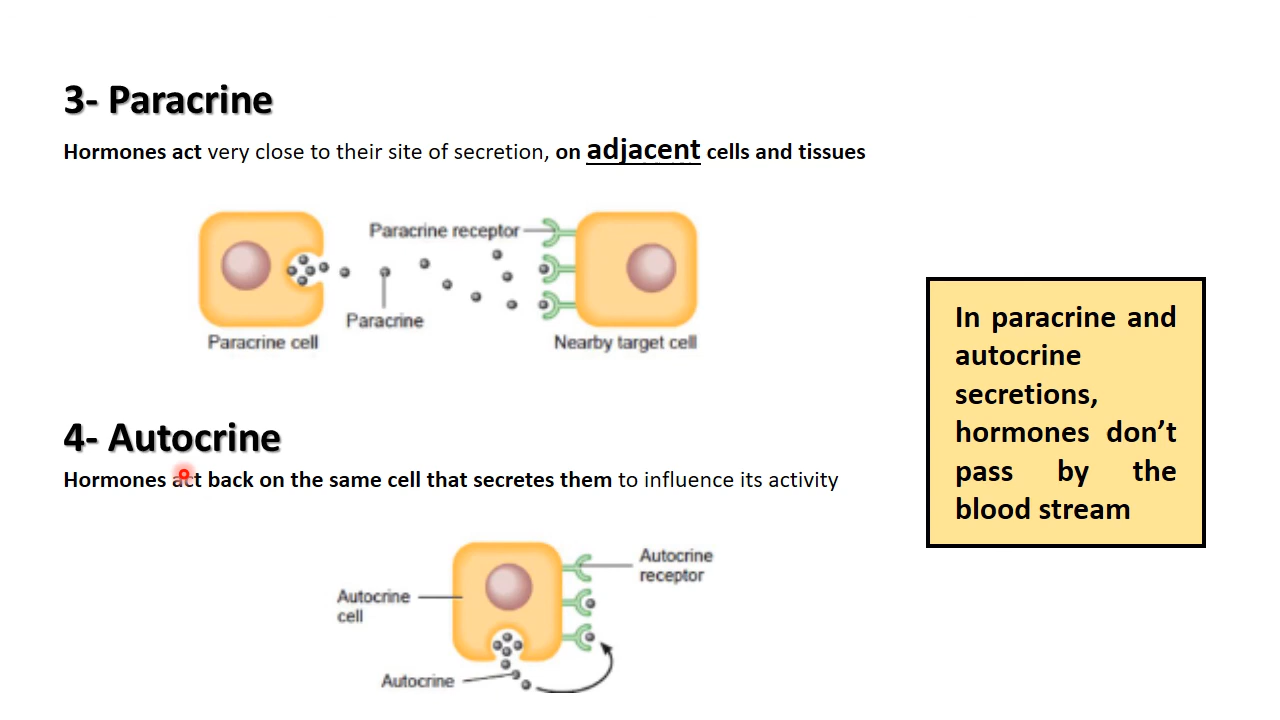 3- Paracrine
Hormones act very close to their site of secretion, on adjacent cells and tissues
Paracrine receptor
Paracrine
Paracrine cell
Nearby target cell
In paracrine and
autocrine
secretions,
hormones don’t
pass by the
blood stream
4- Autocrine
Hormones act back on the same cell that secretes them to influence its activity
Autocrine
receptor
Autocrine
cell
Autocrine